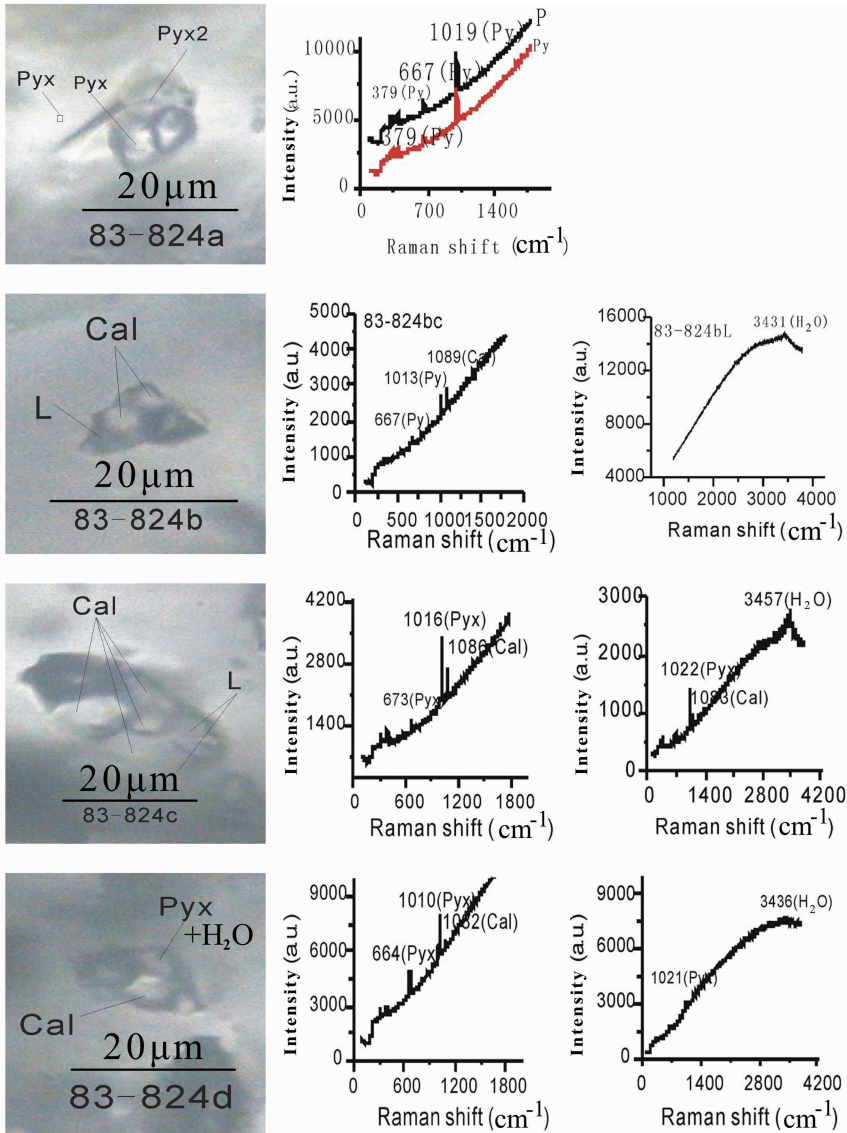 Pyx2
Pyx
Pyx
20μm
83-824a
Intensity (a.u.)
10000
5000
0
1019(Py)
P
667(Py)
Py
379(Py)
379(Py)
0
700
1400
Raman shift (cm⁻¹)
Cal
L
20μm
83-824b
Intensity (a.u.)
5000
4000
3000
2000
1000
0
83-824bc
1089(Cal)
1013(Py)
667(Py)
0
500
1000
1500
2000
Raman shift (cm⁻¹)
Intensity (a.u.)
16000
12000
8000
4000
83-824bL
3431(H₂O)
1000
2000
3000
4000
Raman shift (cm⁻¹)
Cal
L
20μm
83-824c
Intensity (a.u.)
4200
2800
1400
1016(Pyx)
1086(Cal)
673(Pyx
0
600
1200
1800
Raman shift (cm⁻¹)
Intensity (a.u.)
3000
2000
1000
0
3457(H₂O)
1022(Pyx)
1083(Cal)
0
1400
2800
4200
Raman shift (cm⁻¹)
Pyx
+H₂O
Cal
20μm
83-824d
Intensity (a.u.)
9000
6000
3000
0
1010(Pyx)
1082(Cal)
664(Pyx
0
600
1200
1800
Raman shift (cm⁻¹)
Intensity (a.u.)
9000
6000
3000
0
3436(H₂O)
1021(Pyx)
0
1400
2800
4200
Raman shift (cm⁻¹)